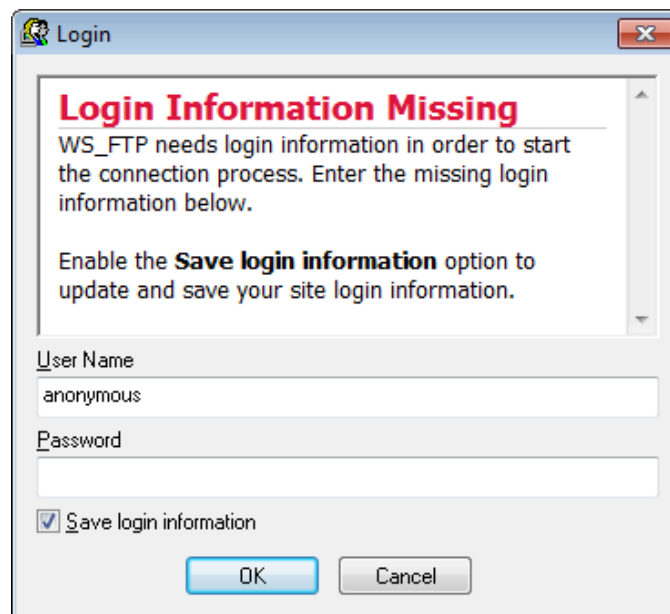 Login
Login Information Missing
WS_FTP needs login information in order to start
the connection process. Enter the missing login
information below.
Enable the Save login information option to
update and save your site login information.
User Name
anonymous
Password
Save login information
OK Cancel